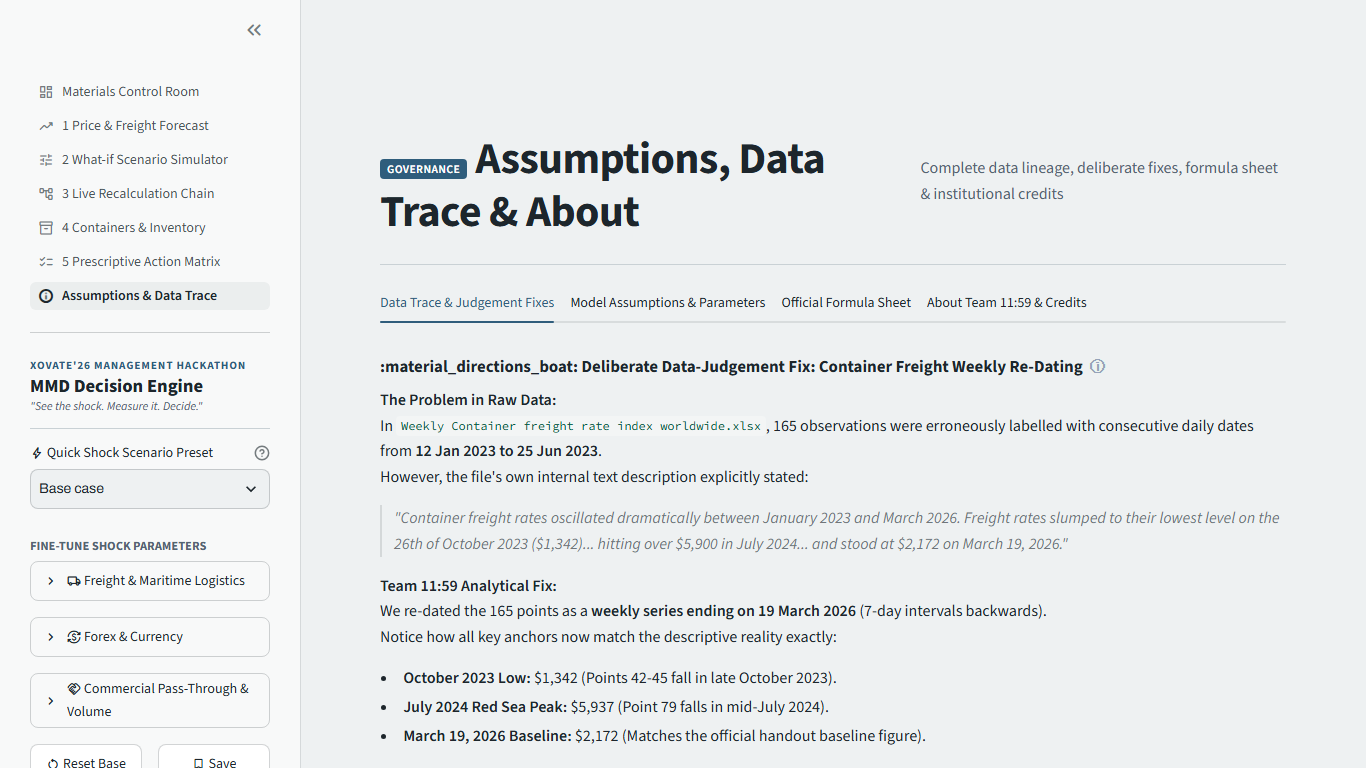 Materials Control Room
1 Price & Freight Forecast
2 What-if Scenario Simulator
3 Live Recalculation Chain
4 Containers & Inventory
5 Prescriptive Action Matrix
Assumptions & Data Trace
XOVATE'26 MANAGEMENT HACKATHON
MMD Decision Engine
"See the shock. Measure it. Decide."
Quick Shock Scenario Preset
Base case
FINE-TUNE SHOCK PARAMETERS
Freight & Maritime Logistics
Forex & Currency
Commercial Pass-Through &
Volume
Reset Base
Save
GOVERNANCE Assumptions, Data
Trace & About
Complete data lineage, deliberate fixes, formula sheet
& institutional credits
Data Trace & Judgement Fixes
Model Assumptions & Parameters
Official Formula Sheet
About Team 11:59 & Credits
:material_directions_boat: Deliberate Data-Judgement Fix: Container Freight Weekly Re-Dating
The Problem in Raw Data:
In Weekly Container freight rate index worldwide.xlsx , 165 observations were erroneously labelled with consecutive daily dates
from 12 Jan 2023 to 25 Jun 2023.
However, the file's own internal text description explicitly stated:
"Container freight rates oscillated dramatically between January 2023 and March 2026. Freight rates slumped to their lowest level on the
26th of October 2023 ($1,342)... hitting over $5,900 in July 2024... and stood at $2,172 on March 19, 2026."
Team 11:59 Analytical Fix:
We re-dated the 165 points as a weekly series ending on 19 March 2026 (7-day intervals backwards).
Notice how all key anchors now match the descriptive reality exactly:
• October 2023 Low: $1,342 (Points 42-45 fall in late October 2023).
• July 2024 Red Sea Peak: $5,937 (Point 79 falls in mid-July 2024).
• March 19, 2026 Baseline: $2,172 (Matches the official handout baseline figure).